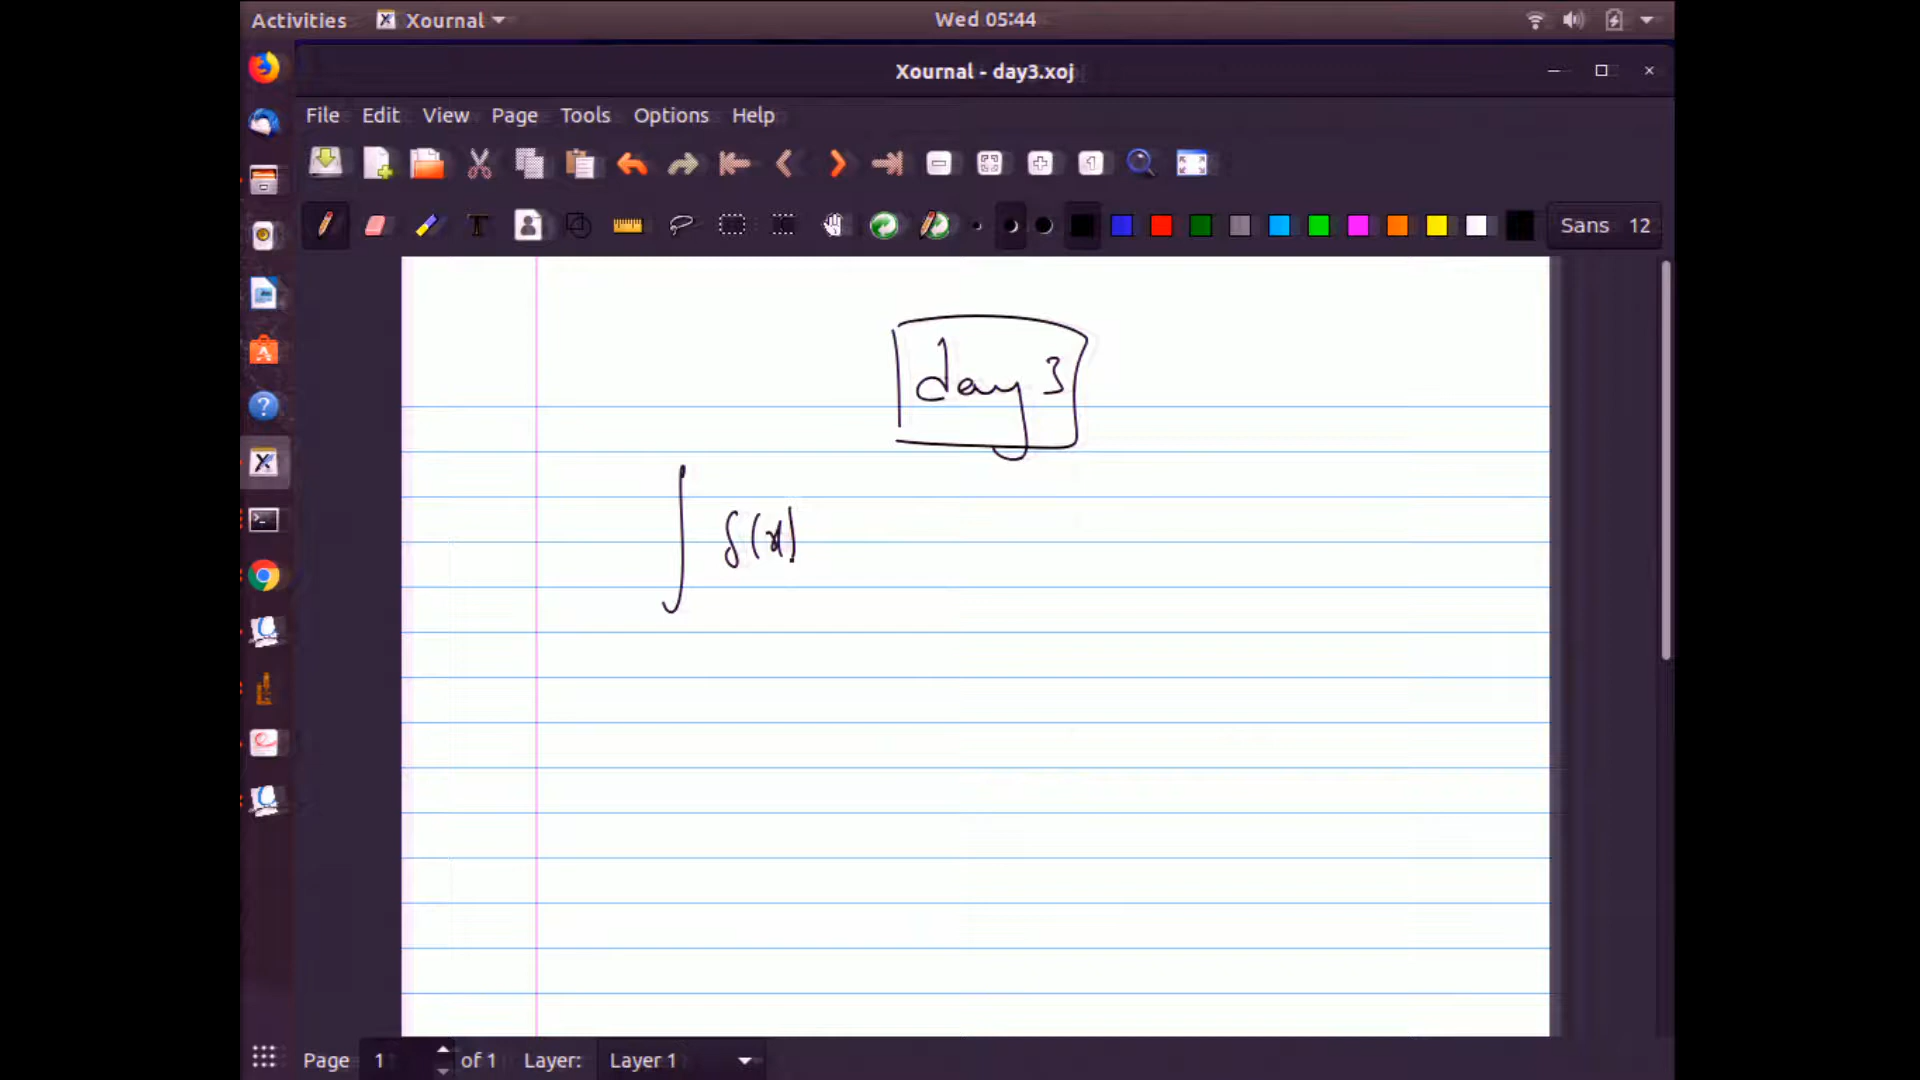 Activities Xournal Wed 05:44
Xournal - day3.xoj
File Edit View Page Tools Options Help
Sans 12
day 3
∫ f(x)
Page 1 of 1 Layer: Layer 1